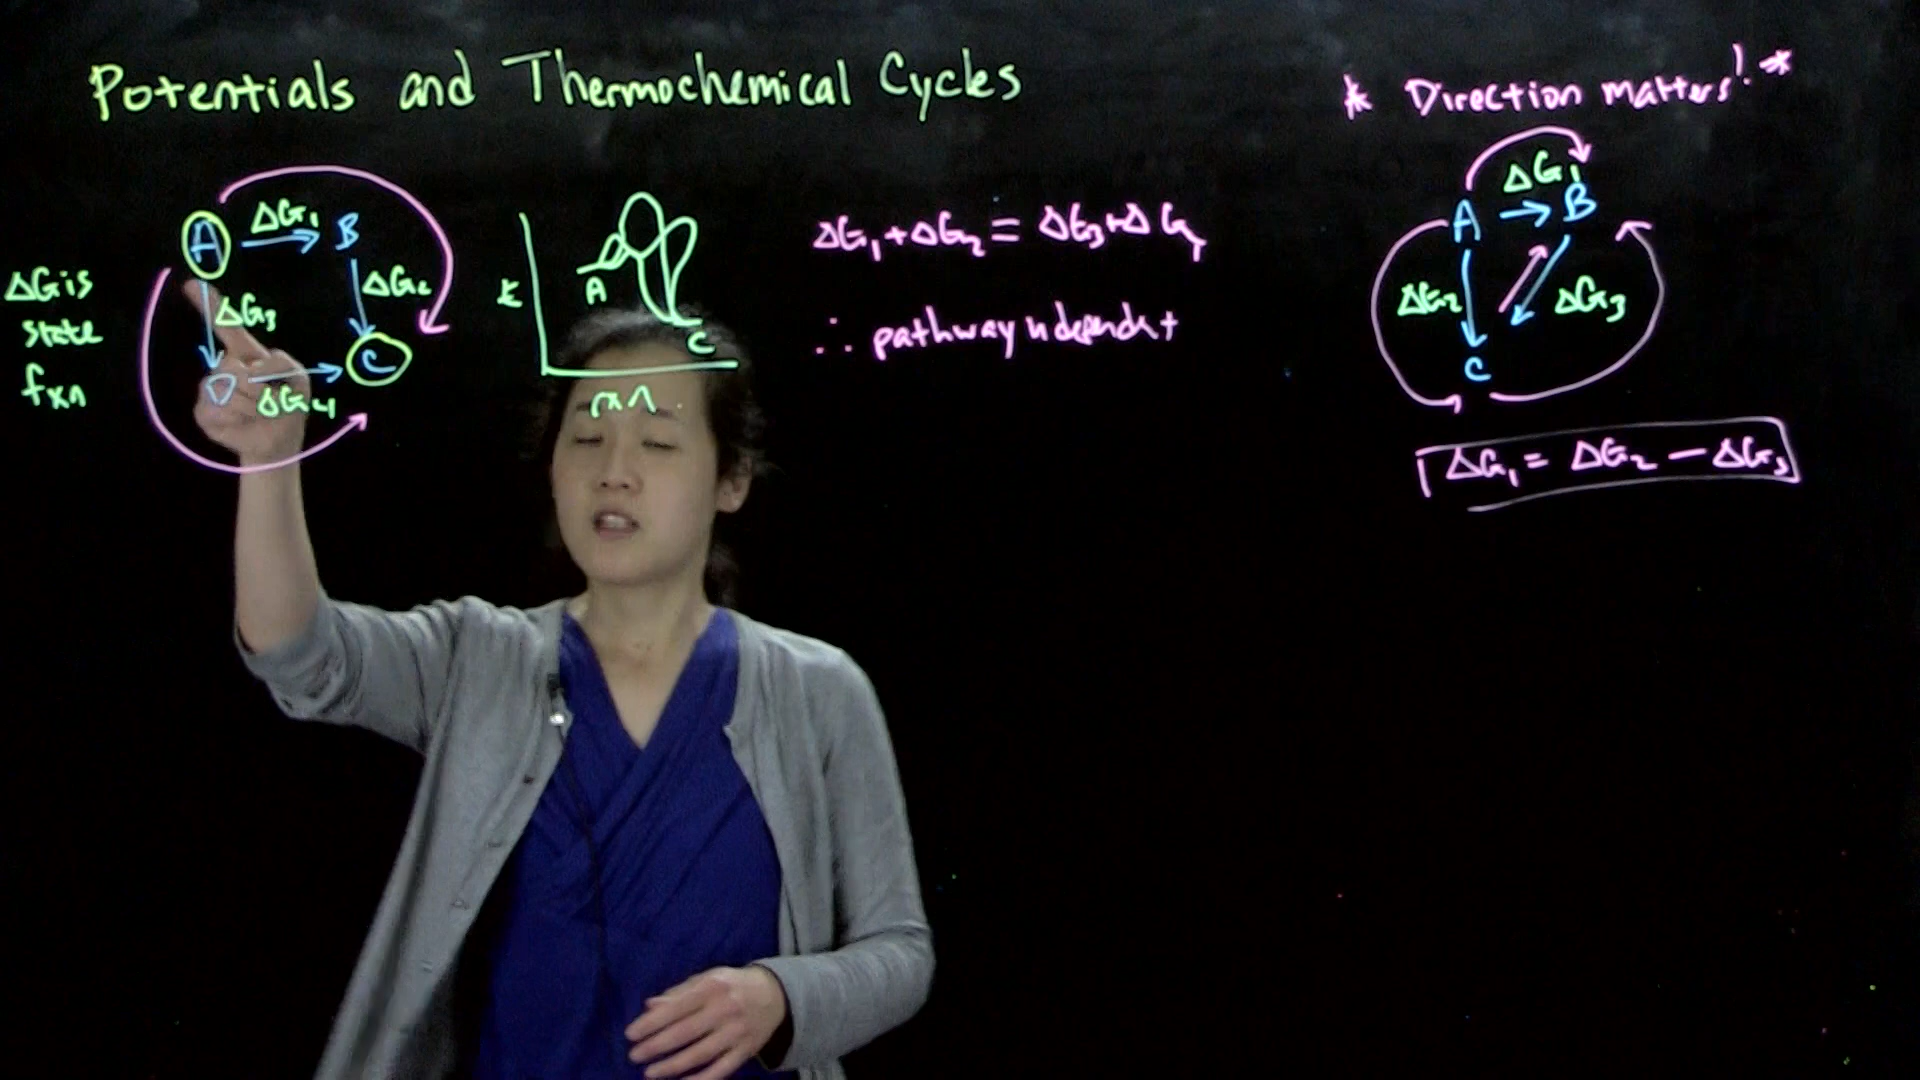 Potentials and Thermochemical Cycles
* Direction matters! *
A ΔG1 B
ΔG2
ΔG3
D ΔG4 C
ΔG is
state
fxn
E
A
C
rxn
ΔG1 + ΔG2 = ΔG3 + ΔG4
∴ pathway independent
ΔG1
A → B
ΔG2 ΔG3
C
ΔG1 = ΔG2 - ΔG3